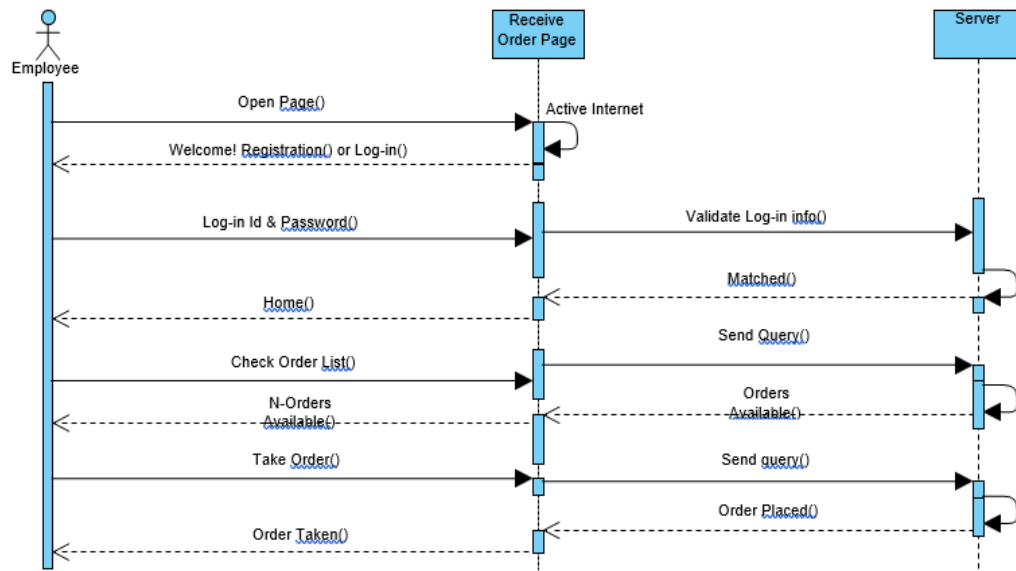 Employee
Receive
Order Page
Server
Open Page()
Active Internet
Welcome! Registration() or Log-in()
Log-in Id & Password()
Validate Log-in info()
Matched()
Home()
Send Query()
Check Order List()
Orders
Available()
N-Orders
Available()
Take Order()
Send query()
Order Placed()
Order Taken()